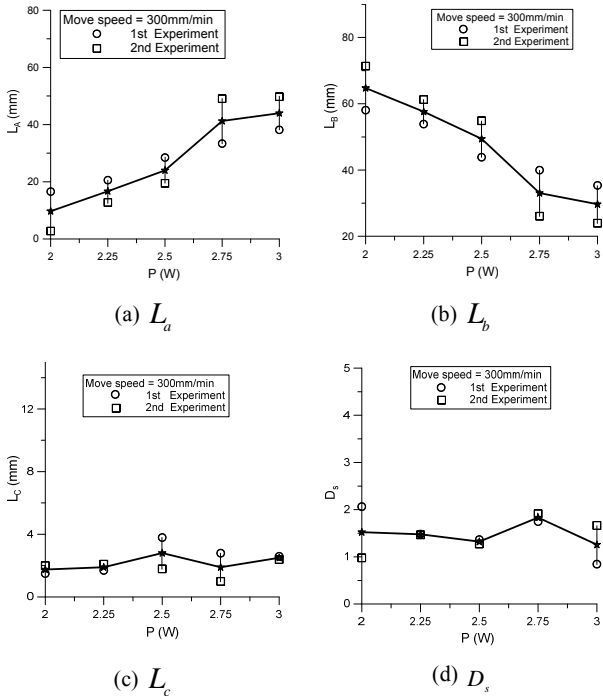 Move speed = 300mm/min
1st Experiment
2nd Experiment
L_A (mm)
80
60
40
20
0
2 2.25 2.5 2.75 3
P (W)
(a) L_a
Move speed = 300mm/min
1st Experiment
2nd Experiment
L_B (mm)
80
60
40
20
2 2.25 2.5 2.75 3
P (W)
(b) L_b
Move speed = 300mm/min
1st Experiment
2nd Experiment
L_C (mm)
12
8
4
0
2 2.25 2.5 2.75 3
P (W)
(c) L_c
Move speed = 300mm/min
1st Experiment
2nd Experiment
D_s
5
4
3
2
1
0
2 2.25 2.5 2.75 3
P (W)
(d) D_s